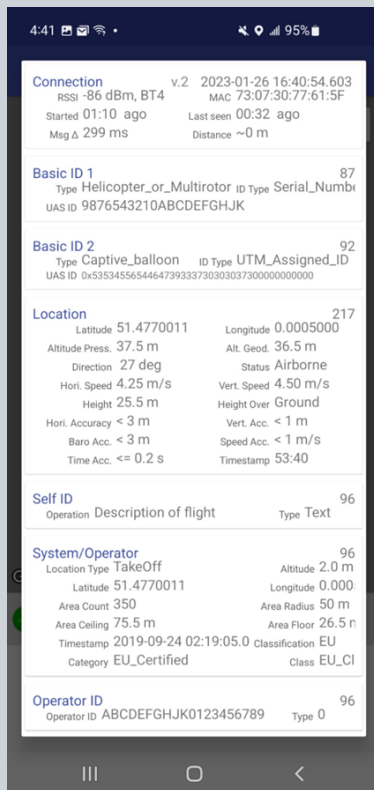 4:41 95%
Connection v.2 2023-01-26 16:40:54.603
RSSI -86 dBm, BT4 MAC 73:07:30:77:61:5F
Started 01:10 ago Last seen 00:32 ago
Msg Δ 299 ms Distance ~0 m
Basic ID 1 87
Type Helicopter_or_Multirotor ID Type Serial_Numbe
UAS ID 9876543210ABCDEFGHJK
Basic ID 2 92
Type Captive_balloon ID Type UTM_Assigned_ID
Location 217
Latitude 51.4770011 Longitude 0.0005000
Altitude Press. 37.5 m Alt. Geod. 36.5 m
Direction 27 deg Status Airborne
Hori. Speed 4.25 m/s Vert. Speed 4.50 m/s
Height 25.5 m Height Over Ground
Hori. Accuracy < 3 m Vert. Acc. < 1 m
Baro Acc. < 3 m Speed Acc. < 1 m/s
Time Acc. <= 0.2 s Timestamp 53:40
Self ID 96
Operation Description of flight Type Text
System/Operator 96
Location Type TakeOff Altitude 2.0 m
Latitude 51.4770011 Longitude 0.000
Area Count 350 Area Radius 50 m
Area Ceiling 75.5 m Area Floor 26.5 r
Timestamp 2019-09-24 02:19:05.0 Classification EU
Category EU_Certified Class EU_Cl
Operator ID 96
Operator ID ABCDEFGHJK0123456789 Type 0